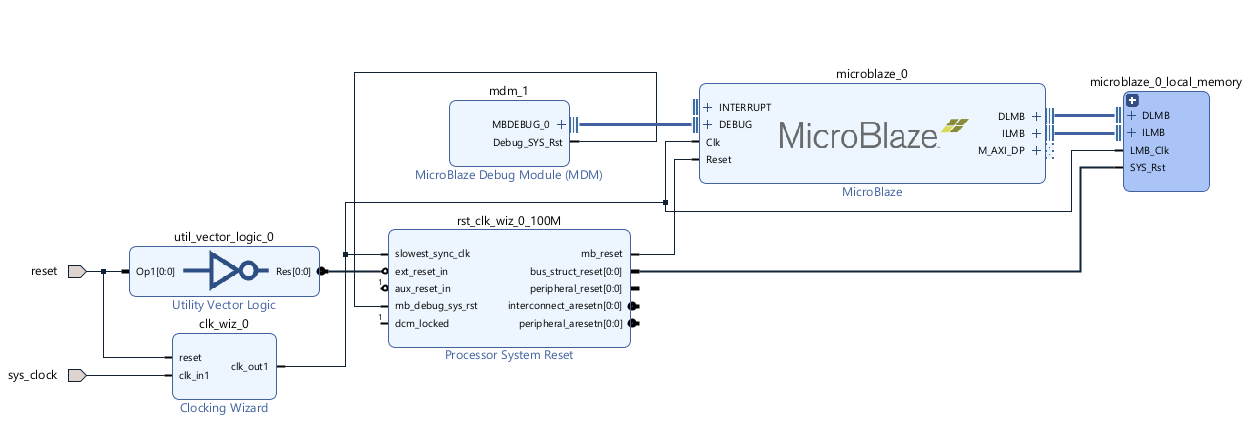 microblaze_0
microblaze_0_local_memory
mdm_1
INTERRUPT
DEBUG
Clk
Reset
MicroBlaze
DLMB
ILMB
M_AXI_DP
DLMB
ILMB
LMB_Clk
SYS_Rst
MBDEBUG_0
Debug_SYS_Rst
MicroBlaze Debug Module (MDM)
MicroBlaze
rst_clk_wiz_0_100M
util_vector_logic_0
reset
Op1[0:0]
Res[0:0]
Utility Vector Logic
slowest_sync_clk
ext_reset_in
1
aux_reset_in
mb_debug_sys_rst
1
dcm_locked
mb_reset
bus_struct_reset[0:0]
peripheral_reset[0:0]
interconnect_aresetn[0:0]
peripheral_aresetn[0:0]
Processor System Reset
clk_wiz_0
sys_clock
reset
clk_in1
clk_out1
Clocking Wizard